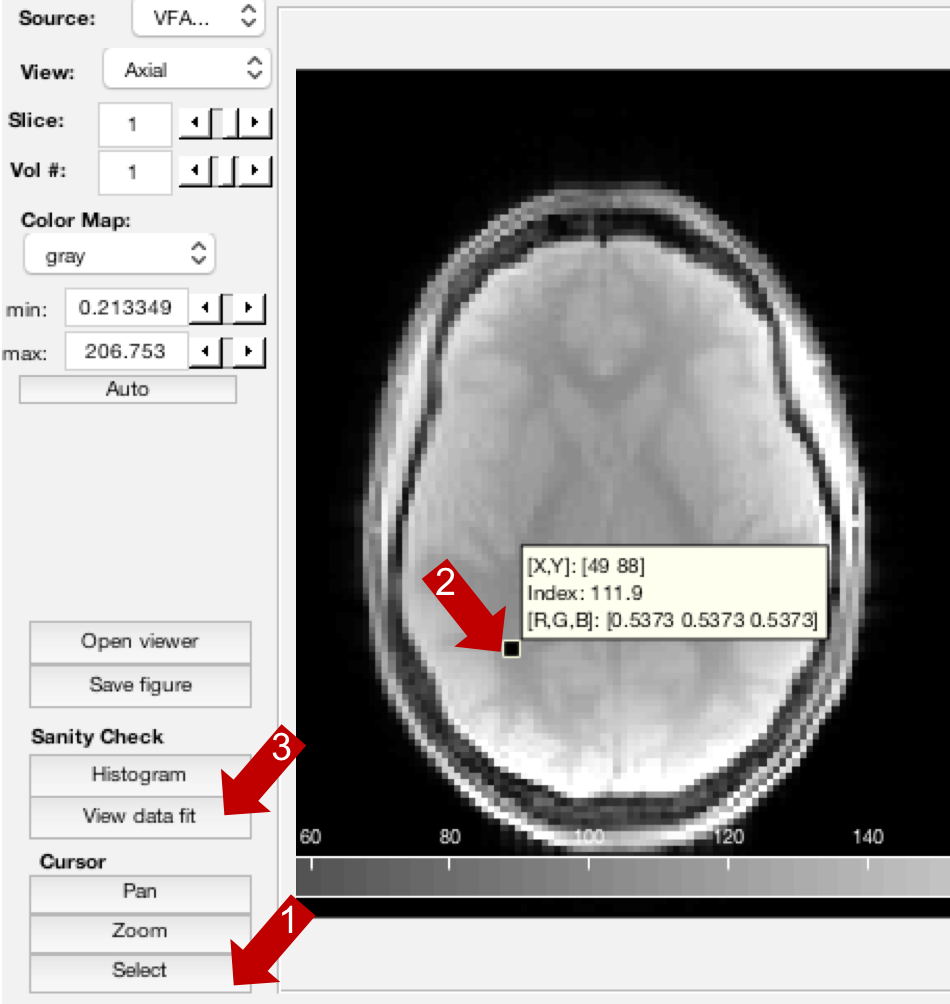 Source: VFA...
View: Axial
Slice: 1
Vol #: 1
Color Map:
gray
min: 0.213349
max: 206.753
Auto
[X,Y]: [49 88]
Index: 111.9
[R,G,B]: [0.5373 0.5373 0.5373]
2
Open viewer
Save figure
Sanity Check
3
Histogram
View data fit
60 80 100 120 140
Cursor
Pan
1
Zoom
Select